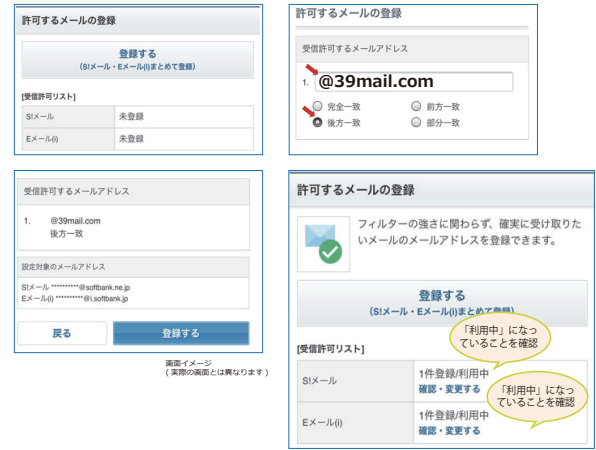 許可するメールの登録
登録する
(S!メール・Eメール(i)まとめて登録)
[受信許可リスト]
S!メール 未登録
Eメール(i) 未登録
許可するメールの登録
受信許可するメールアドレス
1. @39mail.com
完全一致 前方一致
後方一致 部分一致
受信許可するメールアドレス
1. @39mail.com
後方一致
設定対象のメールアドレス
S!メール **********@softbank.ne.jp
Eメール(i) **********@i.softbank.jp
戻る 登録する
画面イメージ
(実際の画面とは異なります)
許可するメールの登録
フィルターの強さに関わらず、確実に受け取りた
いメールのメールアドレスを登録できます。
登録する
(S!メール・Eメール(i)まとめて登録)
「利用中」になっ
ていることを確認
[受信許可リスト]
S!メール 1件登録/利用中
確認・変更する
「利用中」になっ
ていることを確認
Eメール(i) 1件登録/利用中
確認・変更する